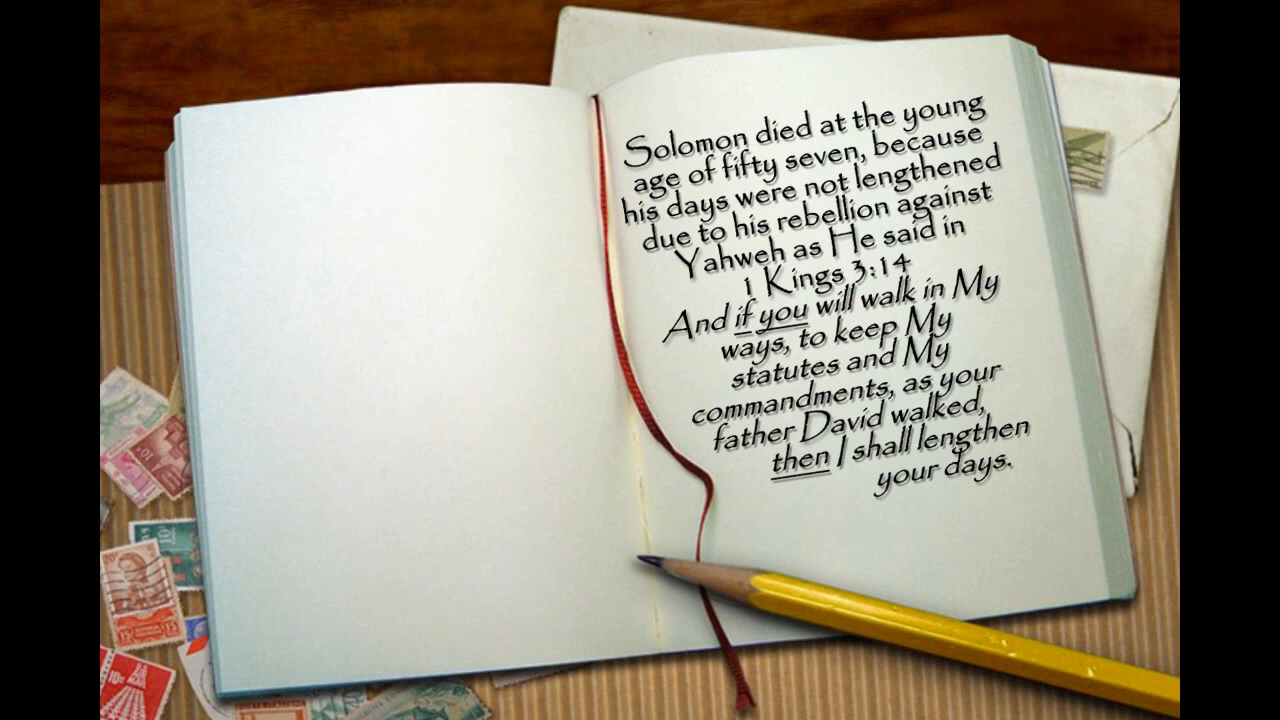 Solomon died at the young
age of fifty seven, because
his days were not lengthened
due to his rebellion against
Yahweh as He said in
1 Kings 3:14
And if you will walk in My
ways, to keep My
statutes and My
commandments, as your
father David walked,
then I shall lengthen
your days.